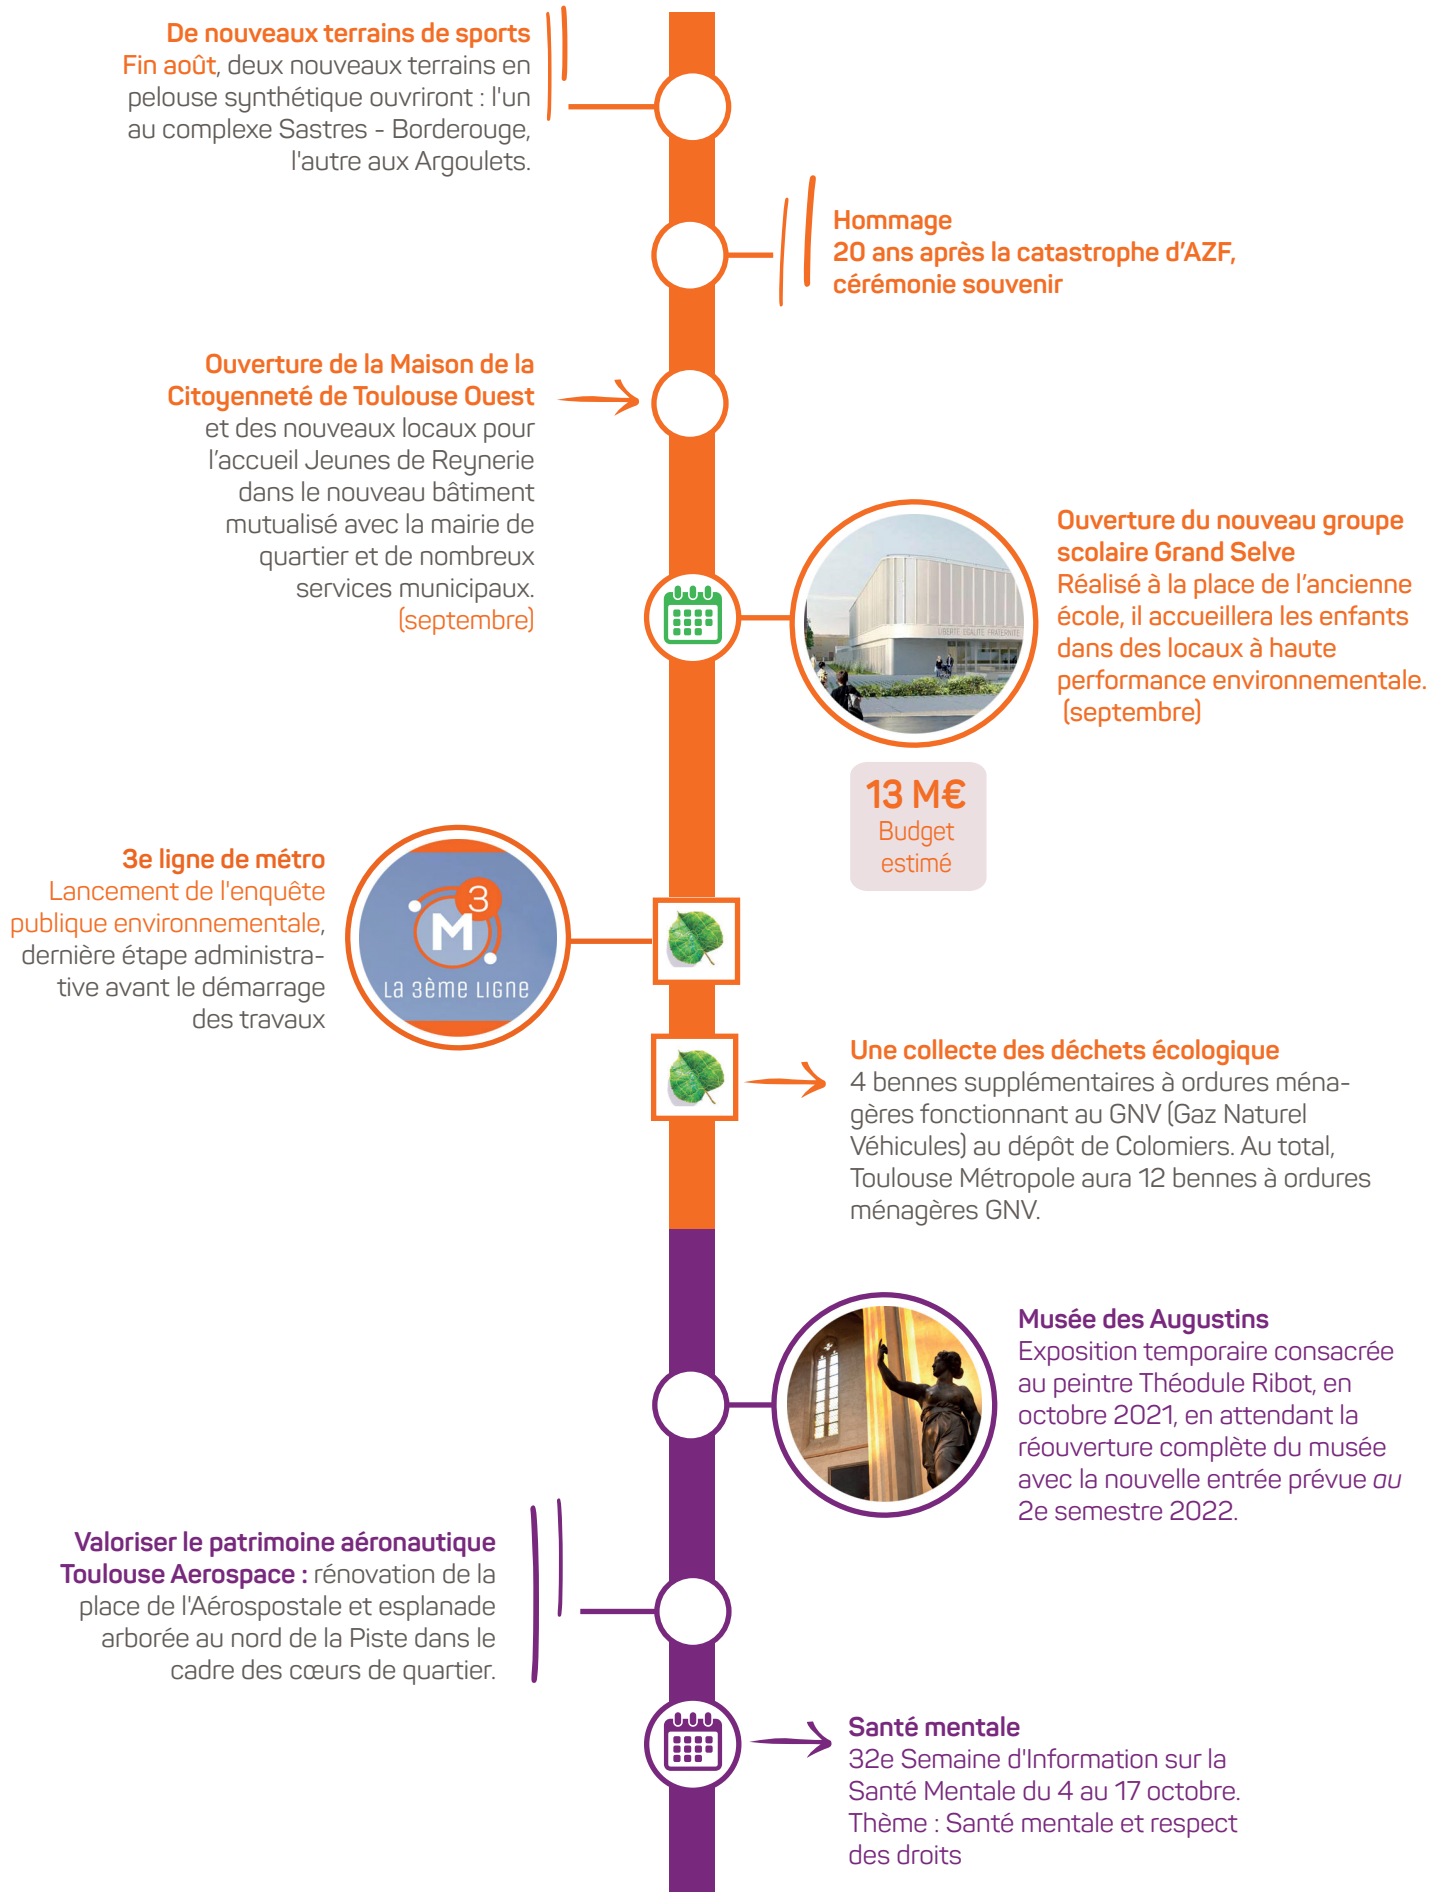 De nouveaux terrains de sports
Fin août, deux nouveaux terrains en
pelouse synthétique ouvriront : l'un
au complexe Sastres - Borderouge,
l'autre aux Argoulets.
Hommage
20 ans après la catastrophe d’AZF,
cérémonie souvenir
Ouverture de la Maison de la
Citoyenneté de Toulouse Ouest
et des nouveaux locaux pour
l’accueil Jeunes de Reynerie
dans le nouveau bâtiment
mutualisé avec la mairie de
quartier et de nombreux
services municipaux.
(septembre)
LIBERTE EGALITE FRATERNITE
Ouverture du nouveau groupe
scolaire Grand Selve
Réalisé à la place de l’ancienne
école, il accueillera les enfants
dans des locaux à haute
performance environnementale.
(septembre)
13 M€
Budget
estimé
3e ligne de métro
Lancement de l'enquête
publique environnementale,
dernière étape administra-
tive avant le démarrage
des travaux
M3
La 3ème LIGNe
Une collecte des déchets écologique
4 bennes supplémentaires à ordures ména-
gères fonctionnant au GNV (Gaz Naturel
Véhicules) au dépôt de Colomiers. Au total,
Toulouse Métropole aura 12 bennes à ordures
ménagères GNV.
Musée des Augustins
Exposition temporaire consacrée
au peintre Théodule Ribot, en
octobre 2021, en attendant la
réouverture complète du musée
avec la nouvelle entrée prévue au
2e semestre 2022.
Valoriser le patrimoine aéronautique
Toulouse Aerospace : rénovation de la
place de l'Aérospostale et esplanade
arborée au nord de la Piste dans le
cadre des cœurs de quartier.
Santé mentale
32e Semaine d'Information sur la
Santé Mentale du 4 au 17 octobre.
Thème : Santé mentale et respect
des droits